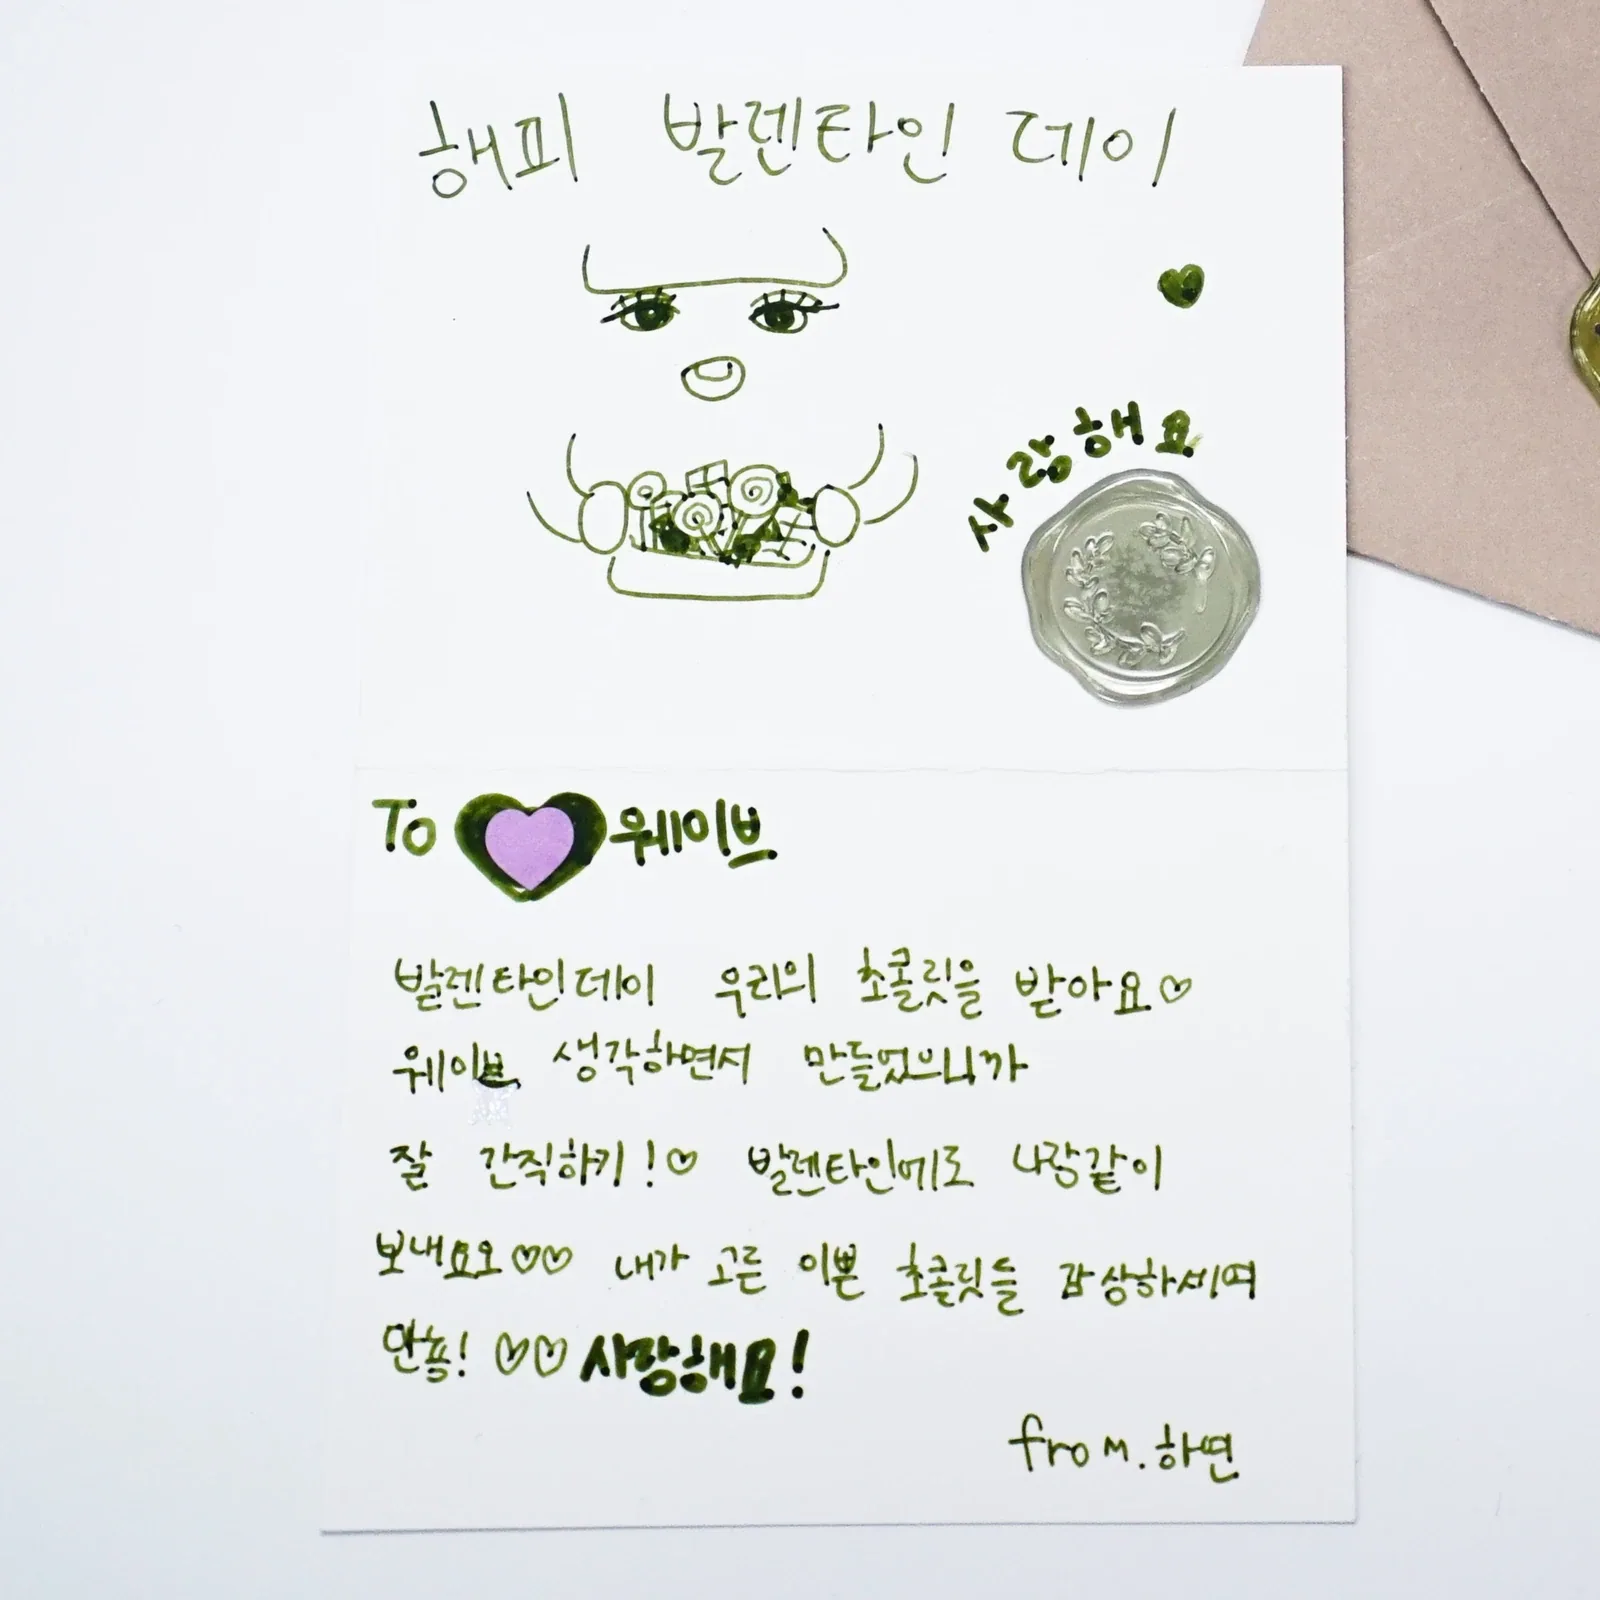 해피 발렌타인 데이
사랑해요
To 웨이브
발렌타인데이 우리의 초콜릿을 받아요♡
웨이브 생각하면서 만들었으니까
잘 간직하기!♡ 발렌타인에도 나랑같이
보내요오♡♡ 내가 고른 이쁜 초콜릿들 감상하세여
안뇽! ♡♡ 사랑해요!
from. 하연